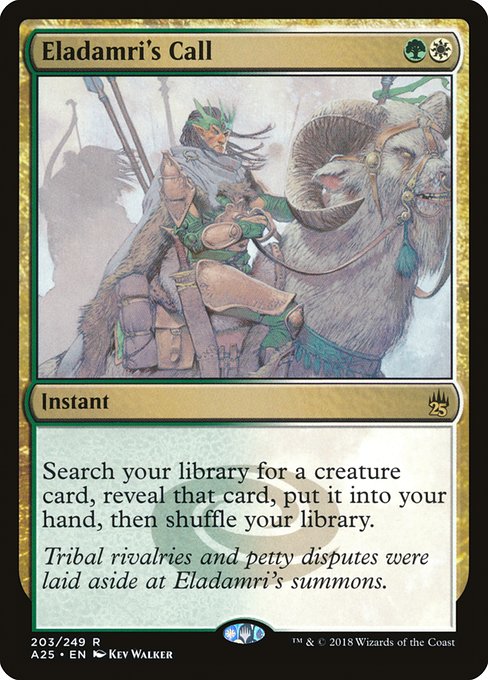 Eladamri's Call
Instant
25
Search your library for a creature
card, reveal that card, put it into your
hand, then shuffle your library.
Tribal rivalries and petty disputes were
laid aside at Eladamri's summons.
203/249 R
A25 • EN Kev Walker
™ & © 2018 Wizards of the Coast